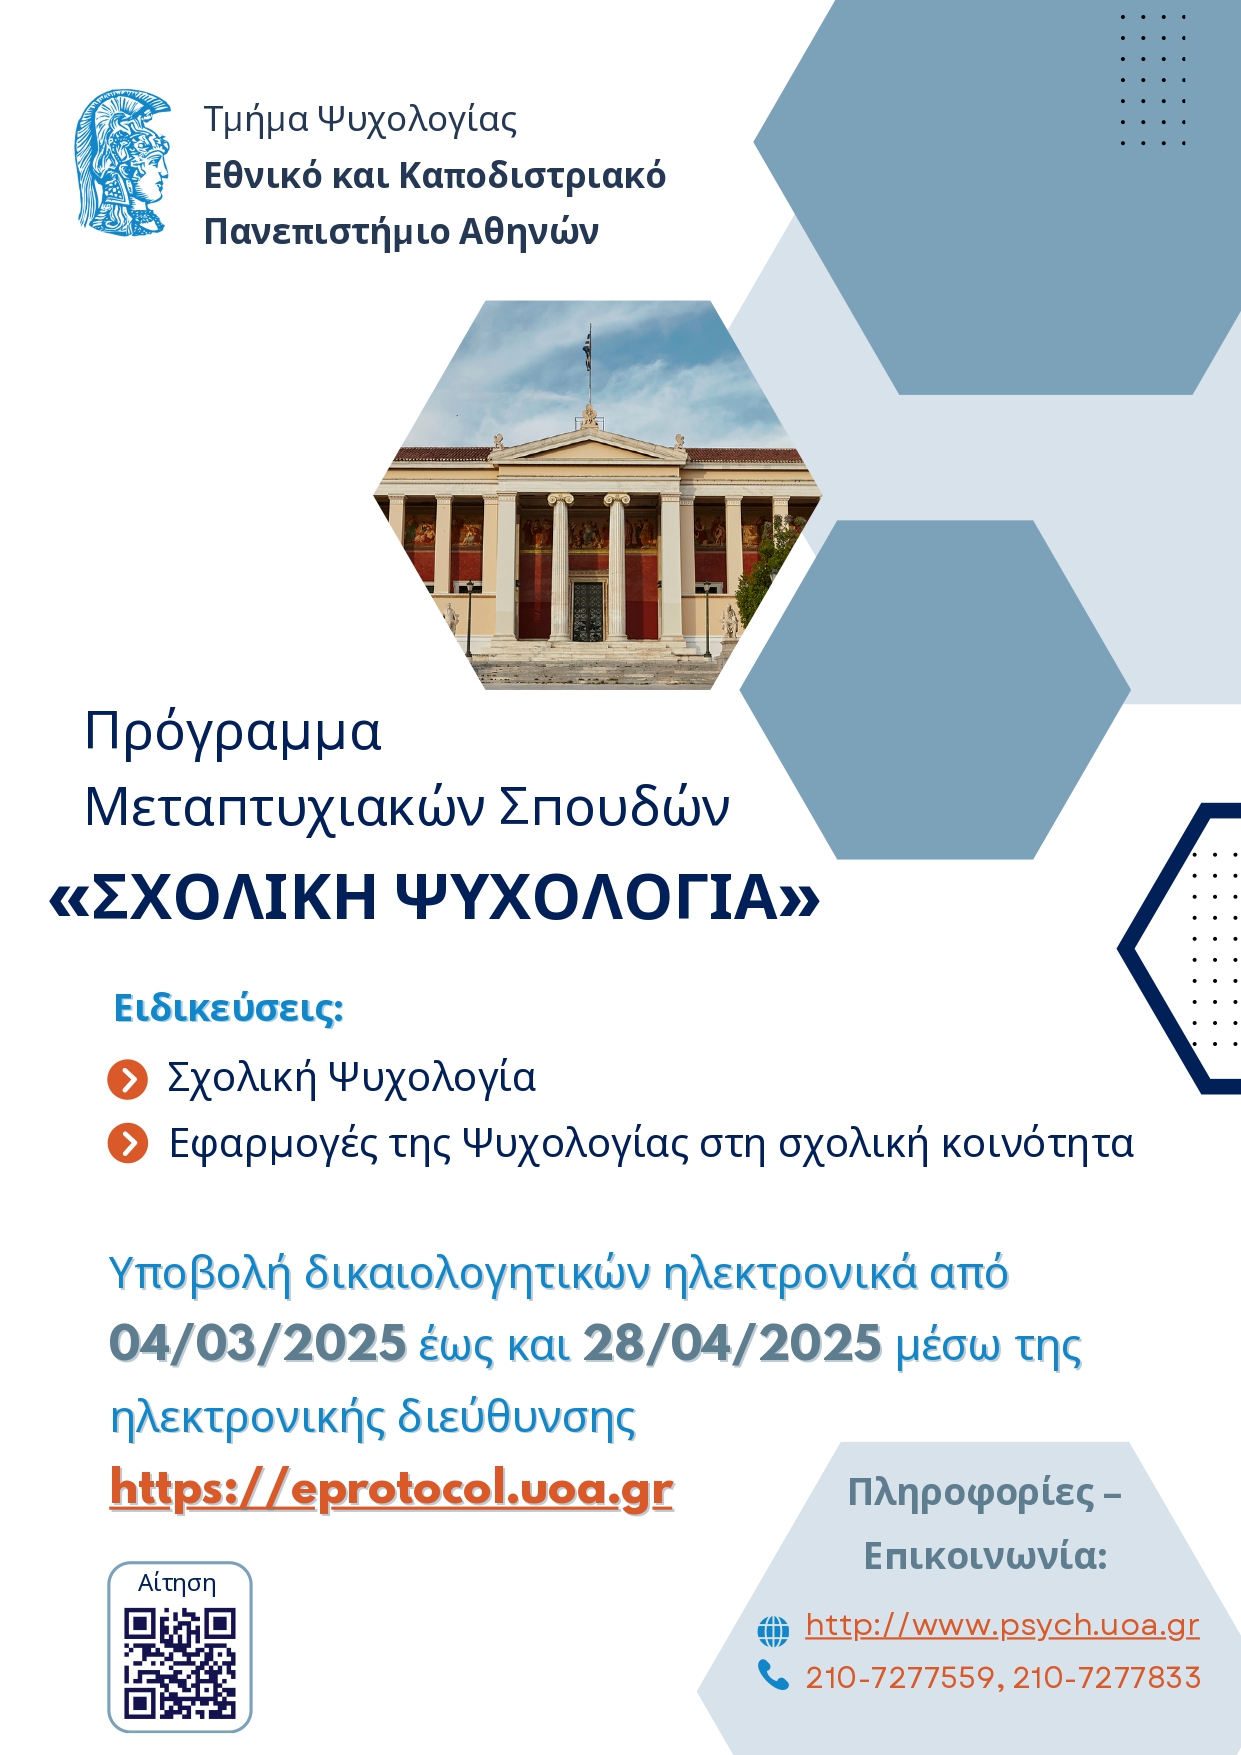 Τμήμα Ψυχολογίας
Εθνικό και Καποδιστριακό
Πανεπιστήμιο Αθηνών
Πρόγραμμα
Μεταπτυχιακών Σπουδών
«ΣΧΟΛΙΚΗ ΨΥΧΟΛΟΓΙΑ»
Ειδικεύσεις:
Σχολική Ψυχολογία
Εφαρμογές της Ψυχολογίας στη σχολική κοινότητα
Υποβολή δικαιολογητικών ηλεκτρονικά από
04/03/2025 έως και 28/04/2025 μέσω της
ηλεκτρονικής διεύθυνσης
https://eprotocol.uoa.gr
Αίτηση
Πληροφορίες –
Επικοινωνία:
http://www.psych.uoa.gr
210-7277559, 210-7277833